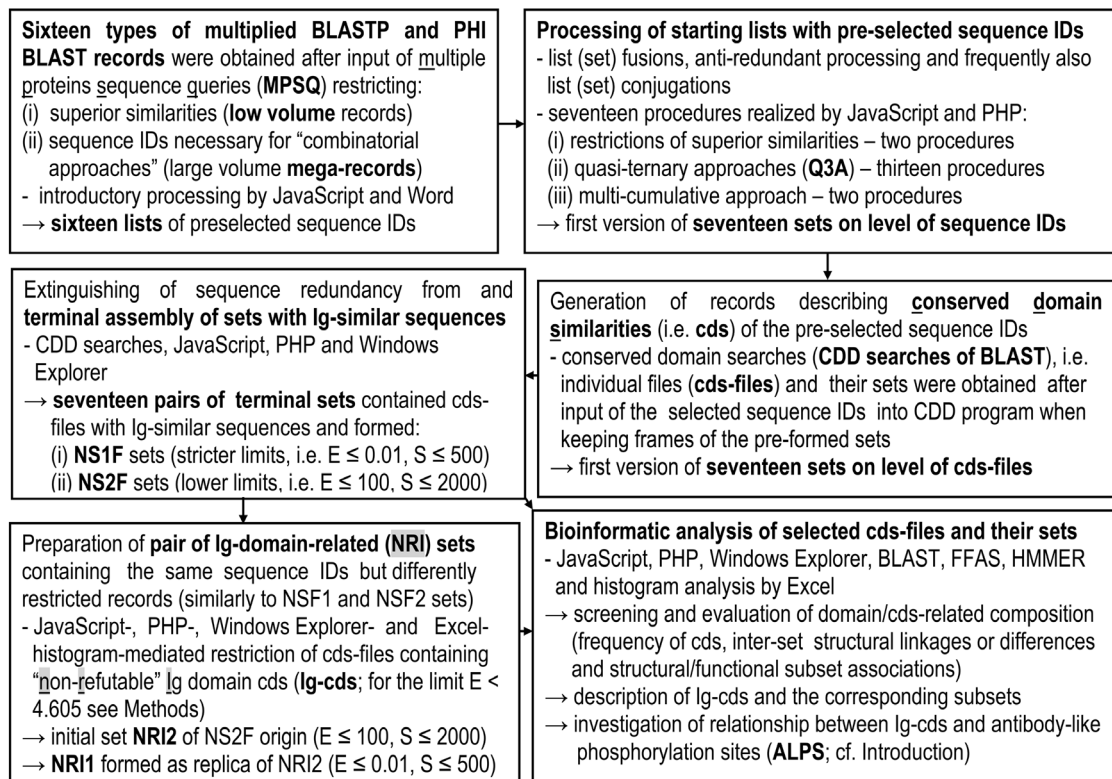 Sixteen types of multiplied BLASTP and PHI
BLAST records were obtained after input of multiple
proteins sequence queries (MPSQ) restricting:
(i) superior similarities (low volume records)
(ii) sequence IDs necessary for “combinatorial
approaches” (large volume mega-records)
- introductory processing by JavaScript and Word
→ sixteen lists of preselected sequence IDs
Processing of starting lists with pre-selected sequence IDs
- list (set) fusions, anti-redundant processing and frequently also
list (set) conjugations
- seventeen procedures realized by JavaScript and PHP:
(i) restrictions of superior similarities – two procedures
(ii) quasi-ternary approaches (Q3A) – thirteen procedures
(iii) multi-cumulative approach – two procedures
→ first version of seventeen sets on level of sequence IDs
Generation of records describing conserved domain
similarities (i.e. cds) of the pre-selected sequence IDs
- conserved domain searches (CDD searches of BLAST), i.e.
individual files (cds-files) and their sets were obtained after
input of the selected sequence IDs into CDD program when
keeping frames of the pre-formed sets
→ first version of seventeen sets on level of cds-files
Extinguishing of sequence redundancy from and
terminal assembly of sets with Ig-similar sequences
- CDD searches, JavaScript, PHP and Windows
Explorer
→ seventeen pairs of terminal sets contained cds-
files with Ig-similar sequences and formed:
(i) NS1F sets (stricter limits, i.e. E ≤ 0.01, S ≤ 500)
(ii) NS2F sets (lower limits, i.e. E ≤ 100, S ≤ 2000)
Preparation of pair of Ig-domain-related (NRI) sets
containing the same sequence IDs but differently
restricted records (similarly to NSF1 and NSF2 sets)
- JavaScript-, PHP-, Windows Explorer- and Excel-
histogram-mediated restriction of cds-files containing
“non-refutable” Ig domain cds (Ig-cds; for the limit E <
4.605 see Methods)
→ initial set NRI2 of NS2F origin (E ≤ 100, S ≤ 2000)
→ NRI1 formed as replica of NRI2 (E ≤ 0.01, S ≤ 500)
Bioinformatic analysis of selected cds-files and their sets
- JavaScript, PHP, Windows Explorer, BLAST, FFAS, HMMER
and histogram analysis by Excel
→ screening and evaluation of domain/cds-related composition
(frequency of cds, inter-set structural linkages or differences
and structural/functional subset associations)
→ description of Ig-cds and the corresponding subsets
→ investigation of relationship between Ig-cds and antibody-like
phosphorylation sites (ALPS; cf. Introduction)